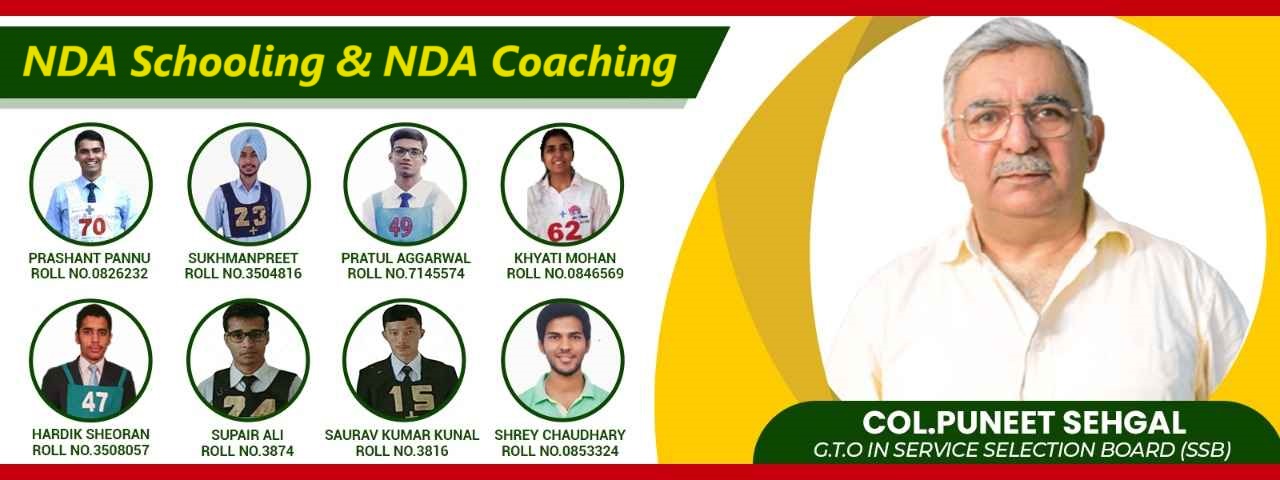 NDA Schooling & NDA Coaching
70
23
49
62
PRASHANT PANNU
ROLL NO.0826232
SUKHMANPREET
ROLL NO.3504816
PRATUL AGGARWAL
ROLL NO.7145574
KHYATI MOHAN
ROLL NO.0846569
47
15
HARDIK SHEORAN
ROLL NO.3508057
SUPAIR ALI
ROLL NO.3874
SAURAV KUMAR KUNAL
ROLL NO.3816
SHREY CHAUDHARY
ROLL NO.0853324
COL.PUNEET SEHGAL
G.T.O IN SERVICE SELECTION BOARD (SSB)